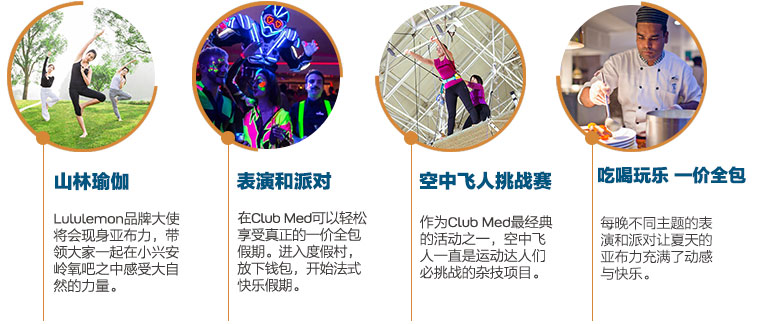 山林瑜伽
Lululemon品牌大使
将会现身亚布力，带
领大家一起在小兴安
岭氧吧之中感受大自
然的力量。
表演和派对
在Club Med可以轻松
享受真正的一价全包
假期。进入度假村，
放下钱包，开始法式
快乐假期。
空中飞人挑战赛
作为Club Med最经典
的活动之一，空中飞
人一直是运动达人们
必挑战的杂技项目。
吃喝玩乐 一价全包
每晚不同主题的表
演和派对让夏天的
亚布力充满了动感
与快乐。